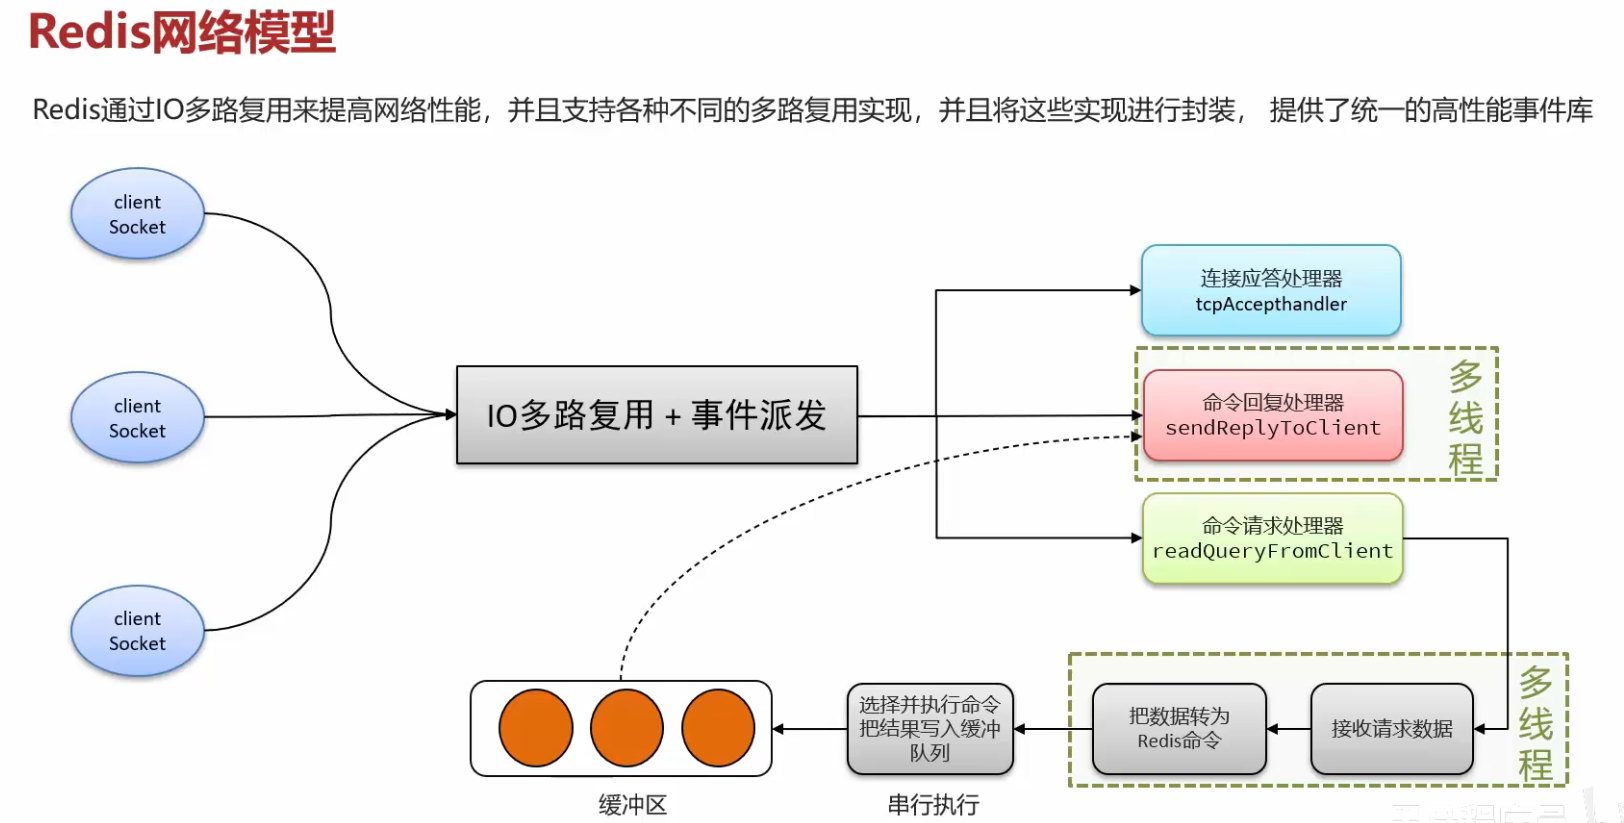 Redis网络模型
Redis通过IO多路复用来提高网络性能，并且支持各种不同的多路复用实现，并且将这些实现进行封装， 提供了统一的高性能事件库
client
Socket
client
Socket
client
Socket
IO多路复用 + 事件派发
连接应答处理器
tcpAccepthandler
命令回复处理器
sendReplyToClient
多
线
程
命令请求处理器
readQueryFromClient
接收请求数据
把数据转为
Redis命令
多
线
程
选择并执行命令
把结果写入缓冲
队列
串行执行
缓冲区